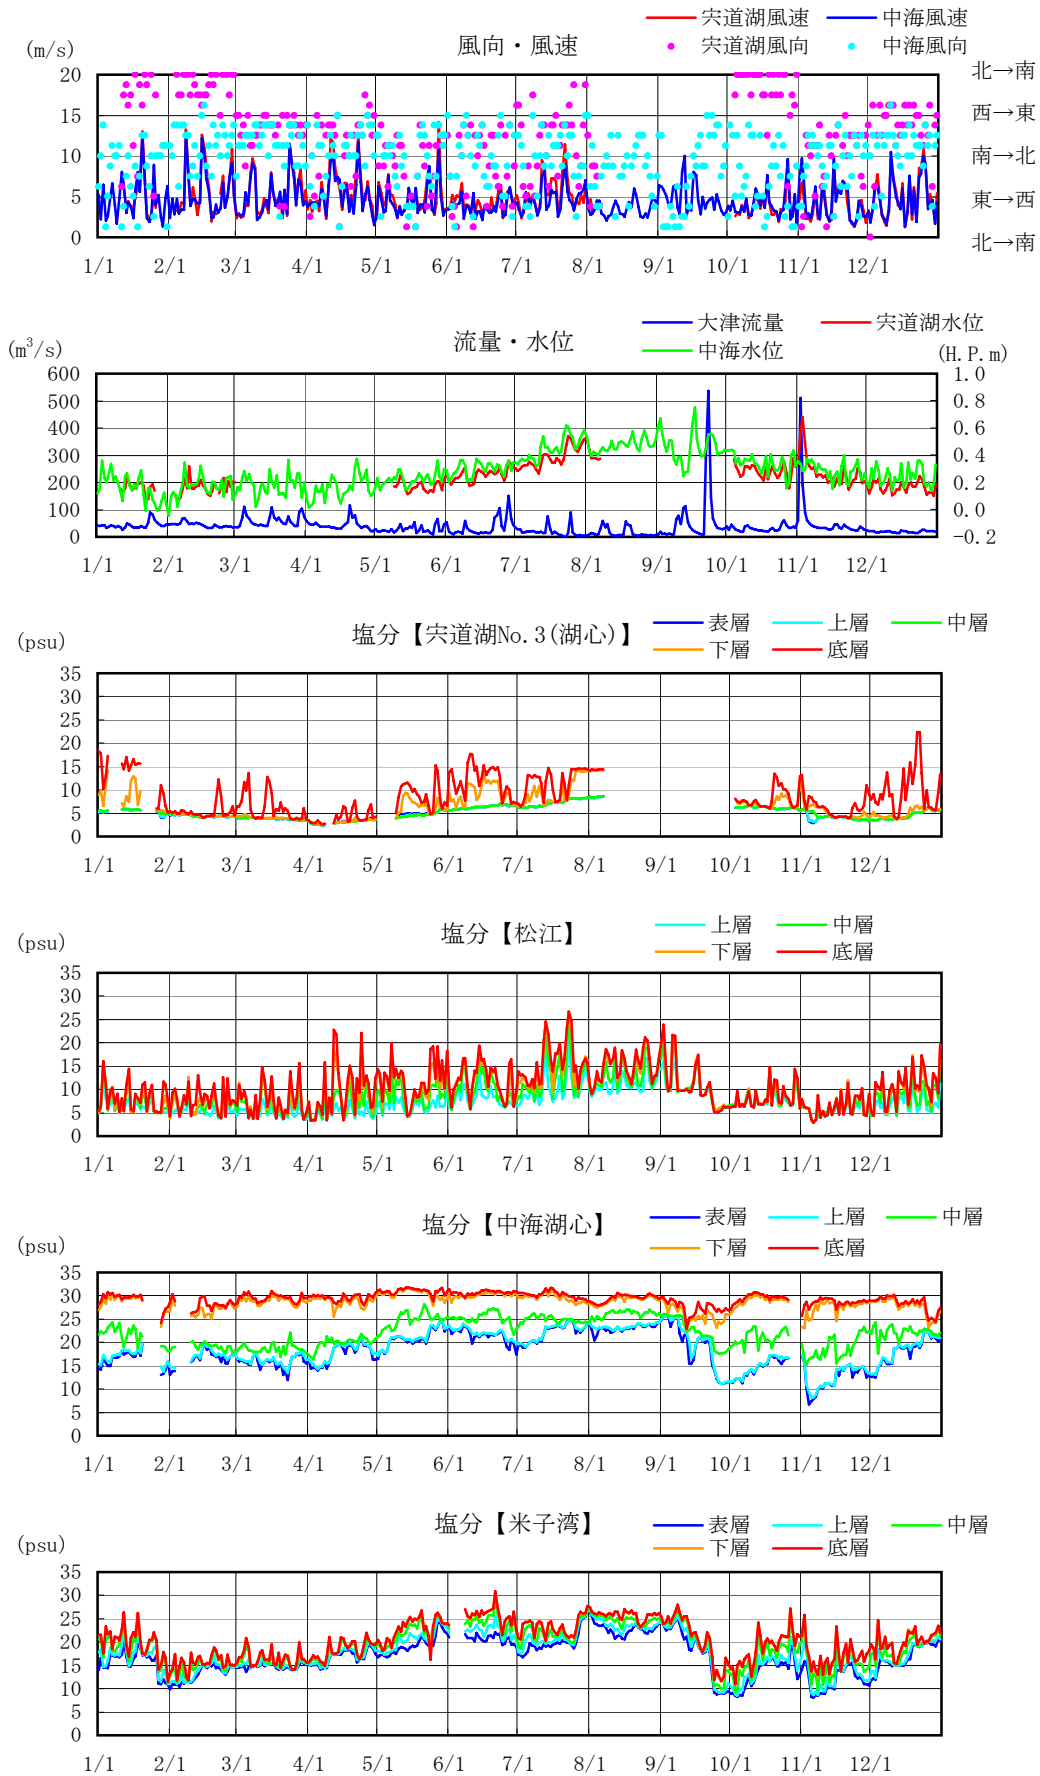 宍道湖風速 中海風速
(m/s) 風向・風速 宍道湖風向 中海風向
20 北→南
15 西→東
10 南→北
5 東→西
0 北→南
1/1 2/1 3/1 4/1 5/1 6/1 7/1 8/1 9/1 10/1 11/1 12/1
大津流量 宍道湖水位
(m³/s) 流量・水位 中海水位 (H.P.m)
600 1.0
500 0.8
400 0.6
300 0.4
200 0.2
100 0.0
0 -0.2
1/1 2/1 3/1 4/1 5/1 6/1 7/1 8/1 9/1 10/1 11/1 12/1
(psu) 塩分【宍道湖No.3(湖心)】 表層 上層 中層
下層 底層
35
30
25
20
15
10
5
0
1/1 2/1 3/1 4/1 5/1 6/1 7/1 8/1 9/1 10/1 11/1 12/1
(psu) 塩分【松江】 上層 中層
下層 底層
35
30
25
20
15
10
5
0
1/1 2/1 3/1 4/1 5/1 6/1 7/1 8/1 9/1 10/1 11/1 12/1
(psu) 塩分【中海湖心】 表層 上層 中層
下層 底層
35
30
25
20
15
10
5
0
1/1 2/1 3/1 4/1 5/1 6/1 7/1 8/1 9/1 10/1 11/1 12/1
(psu) 塩分【米子湾】 表層 上層 中層
下層 底層
35
30
25
20
15
10
5
0
1/1 2/1 3/1 4/1 5/1 6/1 7/1 8/1 9/1 10/1 11/1 12/1